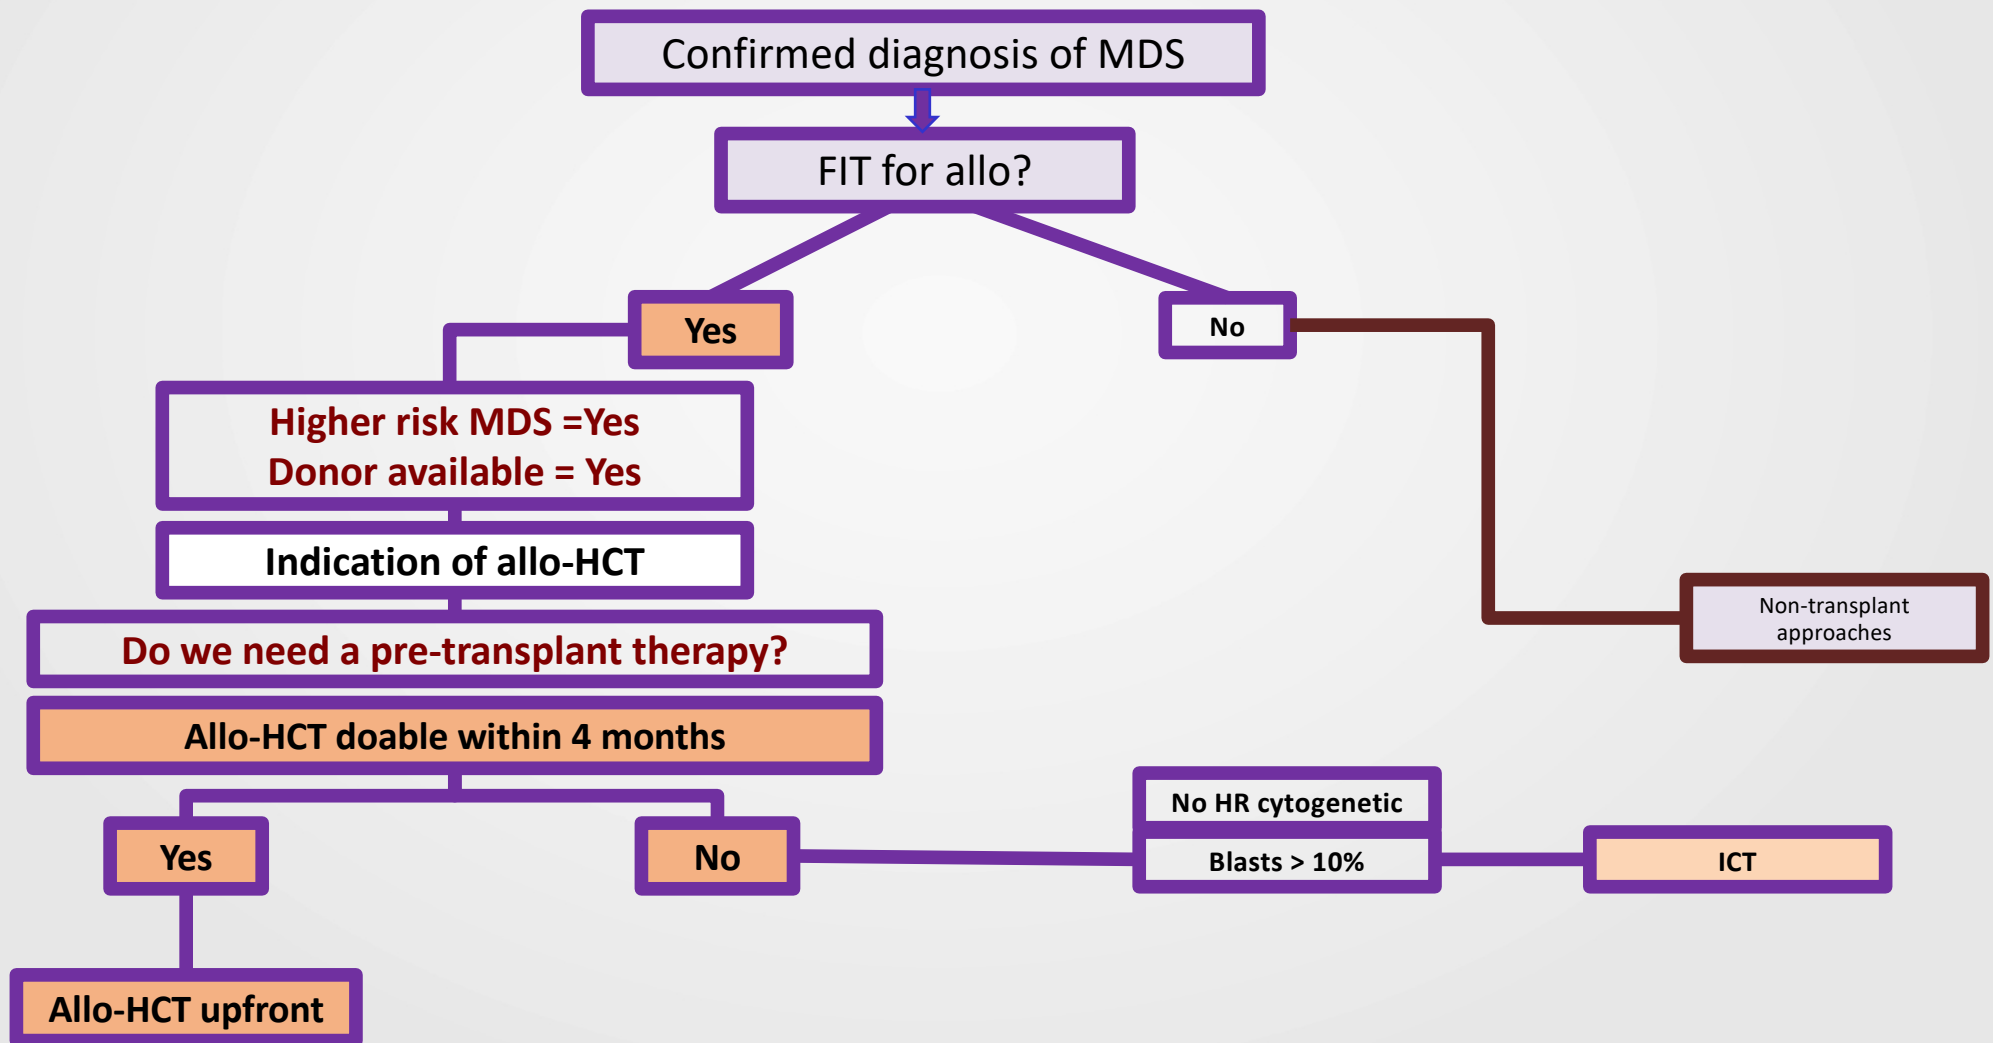 Confirmed diagnosis of MDS
FIT for allo?
Yes
No
Higher risk MDS =Yes
Donor available = Yes
Indication of allo-HCT
Non-transplant
approaches
Do we need a pre-transplant therapy?
Allo-HCT doable within 4 months
Yes
No
No HR cytogenetic
Blasts > 10%
ICT
Allo-HCT upfront